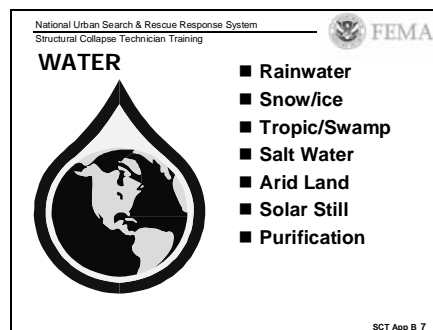 National Urban Search & Rescue Response System
Structural Collapse Technician Training
FEMA
WATER
■ Rainwater
■ Snow/ice
■ Tropic/Swamp
■ Salt Water
■ Arid Land
■ Solar Still
■ Purification
SCT App B 7